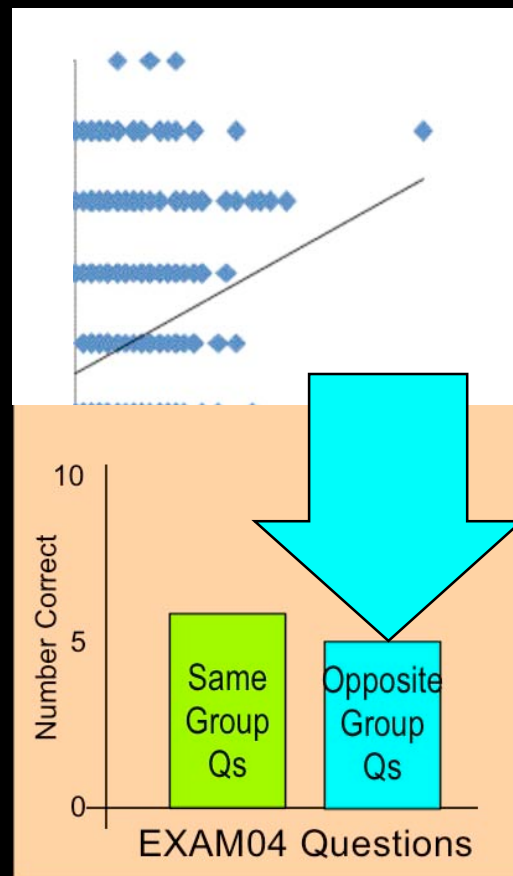 10
Number Correct
5
0
Same
Group
Qs
Opposite
Group
Qs
EXAM04 Questions